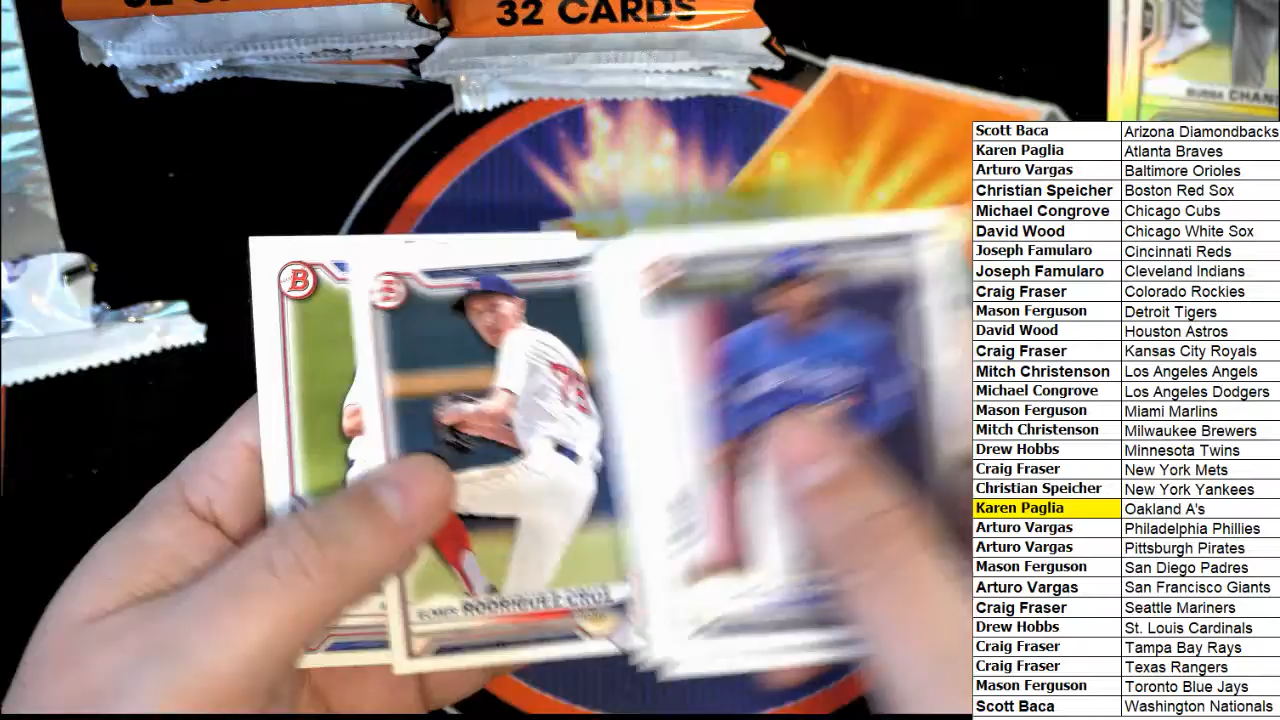 32 CARDS
BUBBA CHAN
B
B
75
ELMER RODRIGUEZ CRUZ
Scott Baca Arizona Diamondbacks
Karen Paglia Atlanta Braves
Arturo Vargas Baltimore Orioles
Christian Speicher Boston Red Sox
Michael Congrove Chicago Cubs
David Wood Chicago White Sox
Joseph Famularo Cincinnati Reds
Joseph Famularo Cleveland Indians
Craig Fraser Colorado Rockies
Mason Ferguson Detroit Tigers
David Wood Houston Astros
Craig Fraser Kansas City Royals
Mitch Christenson Los Angeles Angels
Michael Congrove Los Angeles Dodgers
Mason Ferguson Miami Marlins
Mitch Christenson Milwaukee Brewers
Drew Hobbs Minnesota Twins
Craig Fraser New York Mets
Christian Speicher New York Yankees
Karen Paglia Oakland A's
Arturo Vargas Philadelphia Phillies
Arturo Vargas Pittsburgh Pirates
Mason Ferguson San Diego Padres
Arturo Vargas San Francisco Giants
Craig Fraser Seattle Mariners
Drew Hobbs St. Louis Cardinals
Craig Fraser Tampa Bay Rays
Craig Fraser Texas Rangers
Mason Ferguson Toronto Blue Jays
Scott Baca Washington Nationals